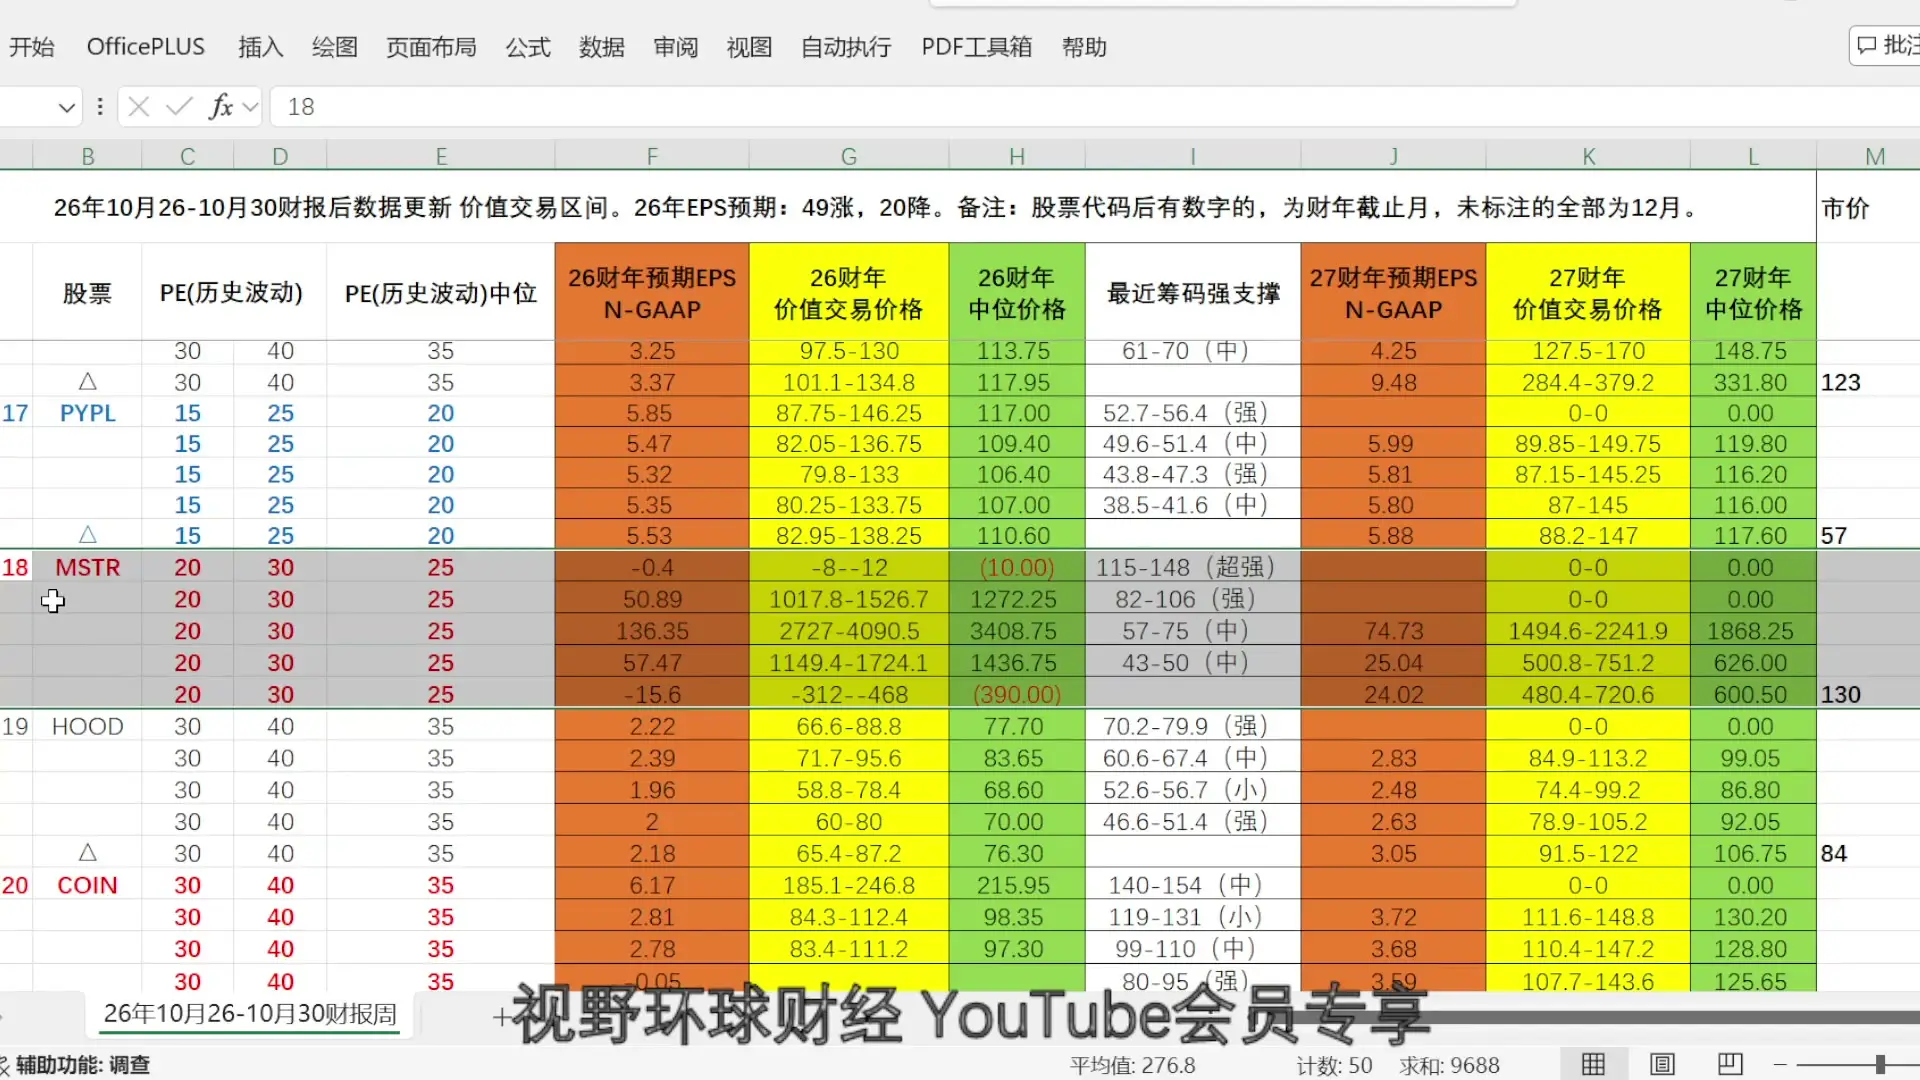 开始 OfficePLUS 插入 绘图 页面布局 公式 数据 审阅 视图 自动执行 PDF工具箱 帮助 批注
fx 18
B C D E F G H I J K L M
26年10月26-10月30财报后数据更新 价值交易区间。26年EPS预期：49涨，20降。备注：股票代码后有数字的，为财年截止月，未标注的全部为12月。 市价
股票 PE(历史波动) PE(历史波动)中位 26财年预期EPS N-GAAP 26财年 价值交易价格 26财年 中位价格 最近筹码强支撑 27财年预期EPS N-GAAP 27财年 价值交易价格 27财年 中位价格
30 40 35 3.25 97.5-130 113.75 61-70（中） 4.25 127.5-170 148.75
△ 30 40 35 3.37 101.1-134.8 117.95 9.48 284.4-379.2 331.80 123
17 PYPL 15 25 20 5.85 87.75-146.25 117.00 52.7-56.4（强） 0-0 0.00
15 25 20 5.47 82.05-136.75 109.40 49.6-51.4（中） 5.99 89.85-149.75 119.80
15 25 20 5.32 79.8-133 106.40 43.8-47.3（强） 5.81 87.15-145.25 116.20
15 25 20 5.35 80.25-133.75 107.00 38.5-41.6（中） 5.80 87-145 116.00
△ 15 25 20 5.53 82.95-138.25 110.60 5.88 88.2-147 117.60 57
18 MSTR 20 30 25 -0.4 -8--12 (10.00) 115-148（超强） 0-0 0.00
20 30 25 50.89 1017.8-1526.7 1272.25 82-106（强） 0-0 0.00
20 30 25 136.35 2727-4090.5 3408.75 57-75（中） 74.73 1494.6-2241.9 1868.25
20 30 25 57.47 1149.4-1724.1 1436.75 43-50（中） 25.04 500.8-751.2 626.00
20 30 25 -15.6 -312--468 (390.00) 24.02 480.4-720.6 600.50 130
19 HOOD 30 40 35 2.22 66.6-88.8 77.70 70.2-79.9（强） 0-0 0.00
30 40 35 2.39 71.7-95.6 83.65 60.6-67.4（中） 2.83 84.9-113.2 99.05
30 40 35 1.96 58.8-78.4 68.60 52.6-56.7（小） 2.48 74.4-99.2 86.80
30 40 35 2 60-80 70.00 46.6-51.4（强） 2.63 78.9-105.2 92.05
△ 30 40 35 2.18 65.4-87.2 76.30 3.05 91.5-122 106.75 84
20 COIN 30 40 35 6.17 185.1-246.8 215.95 140-154（中） 0-0 0.00
30 40 35 2.81 84.3-112.4 98.35 119-131（小） 3.72 111.6-148.8 130.20
30 40 35 2.78 83.4-111.2 97.30 99-110（中） 3.68 110.4-147.2 128.80
30 40 35 -0.05 80-95（强） 3.59 107.7-143.6 125.65
26年10月26-10月30财报周
视野环球财经 YouTube会员专享
辅助功能: 调查 平均值: 276.8 计数: 50 求和: 9688